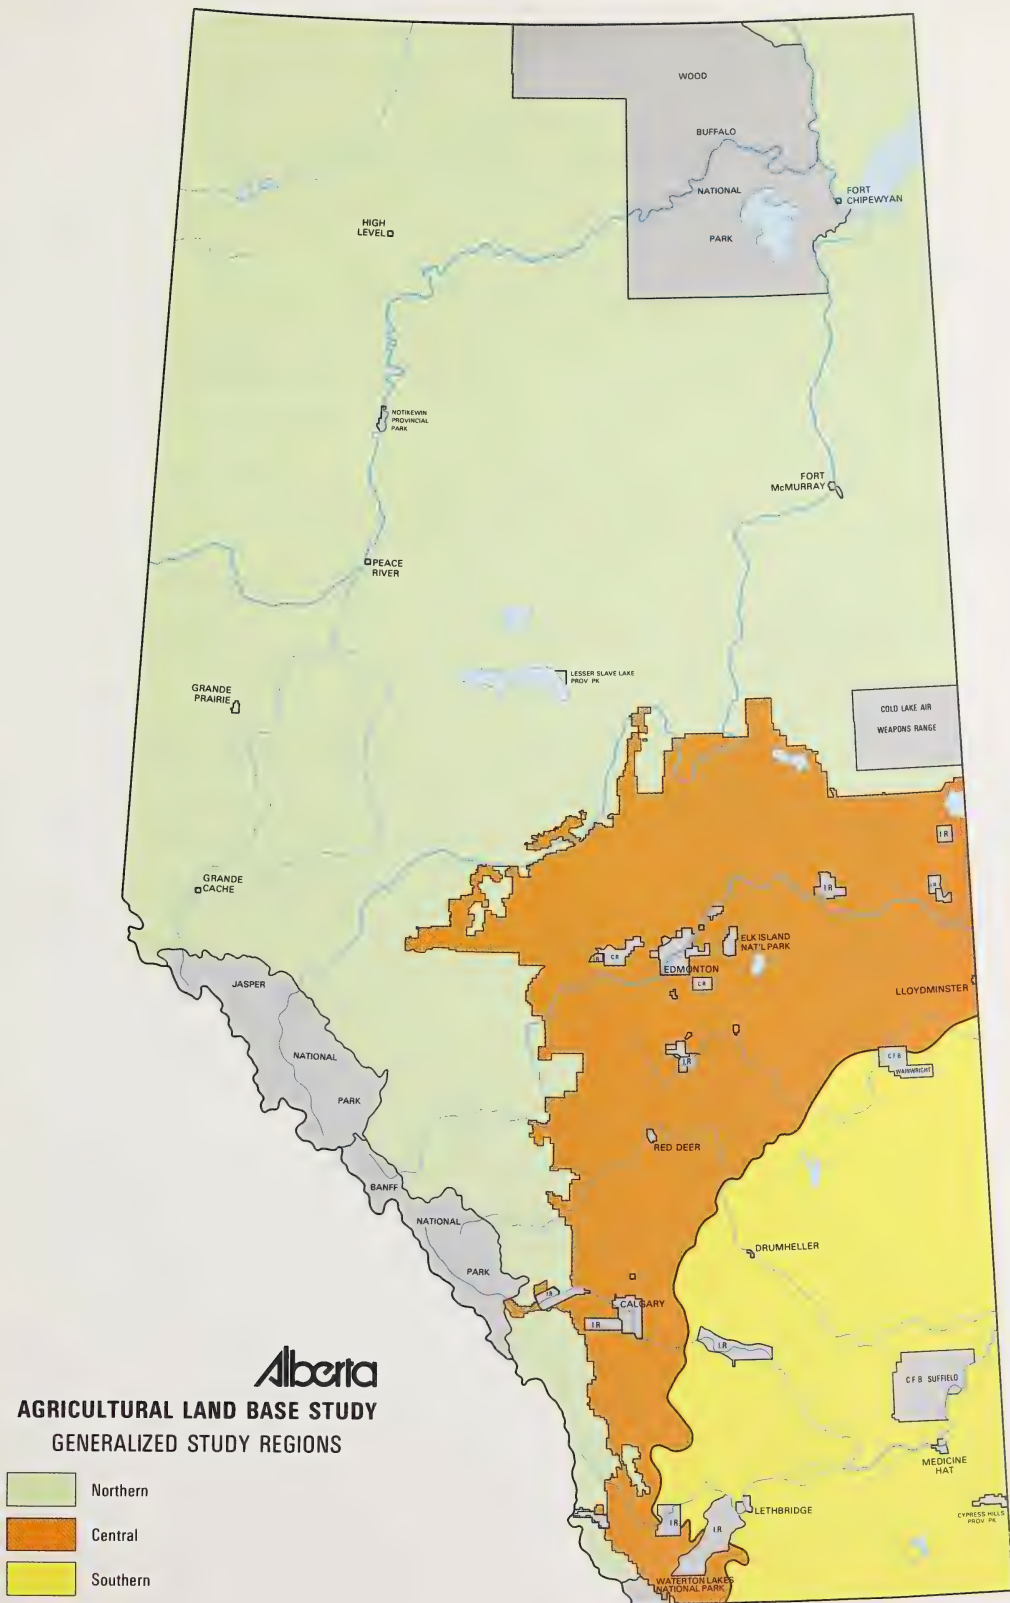 WOOD
BUFFALO
NATIONAL
PARK
FORT
CHIPEWYAN
HIGH
LEVEL
NOTIKEWIN
PROVINCIAL
PARK
FORT
McMURRAY
PEACE
RIVER
LESSER SLAVE LAKE
PROV PK
GRANDE
PRAIRIE
COLD LAKE AIR
WEAPONS RANGE
I R
GRANDE
CACHE
I R
I R
ELK ISLAND
NAT'L PARK
I R
C R
EDMONTON
C R
LLOYDMINSTER
JASPER
NATIONAL
PARK
C F B
WAINWRIGHT
I.R
RED DEER
BANFF
NATIONAL
PARK
DRUMHELLER
I R
CALGARY
I R
I.R
C F B SUFFIELD
Alberta
AGRICULTURAL LAND BASE STUDY
GENERALIZED STUDY REGIONS
Northern
Central
Southern
MEDICINE
HAT
LETHBRIDGE
CYPRESS HILLS
PROV PK
I R
I.R
WATERTON LAKES
NATIONAL PARK